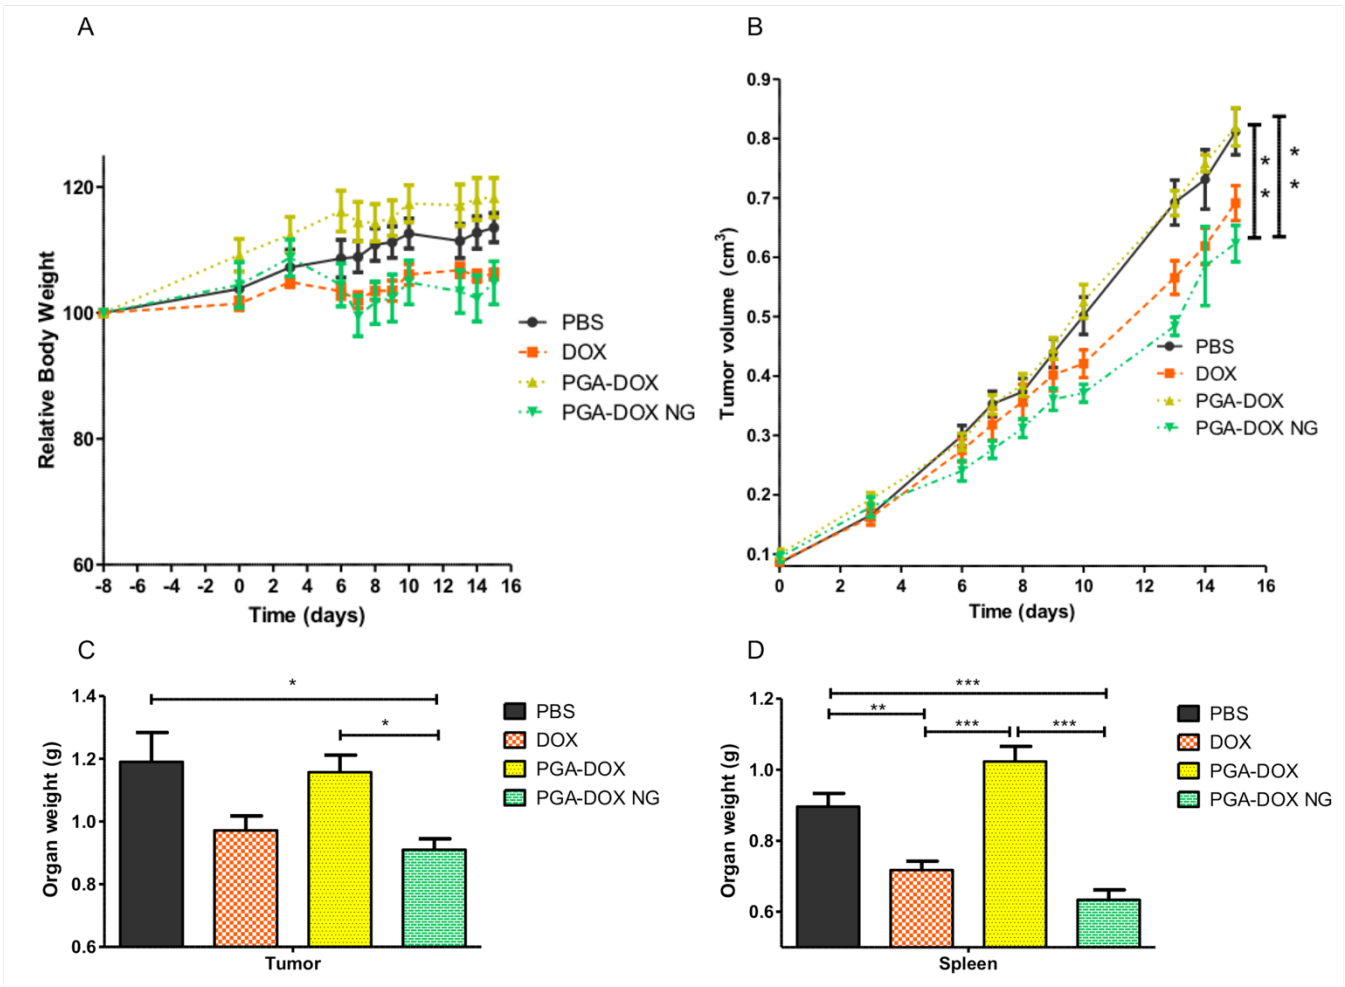 A
B
120
100
80
60
Relative Body Weight
-8 -6 -4 -2 0 2 4 6 8 10 12 14 16
Time (days)
PBS
DOX
PGA-DOX
PGA-DOX NG
0.9
0.8
0.7
0.6
0.5
0.4
0.3
0.2
0.1
Tumor volume (cm³)
0 2 4 6 8 10 12 14 16
Time (days)
PBS
DOX
PGA-DOX
PGA-DOX NG
* *
* *
C
D
1.4
1.2
1.0
0.8
0.6
Organ weight (g)
*
*
Tumor
PBS
DOX
PGA-DOX
PGA-DOX NG
1.2
1.0
0.8
0.6
Organ weight (g)
***
**
***
***
Spleen
PBS
DOX
PGA-DOX
PGA-DOX NG